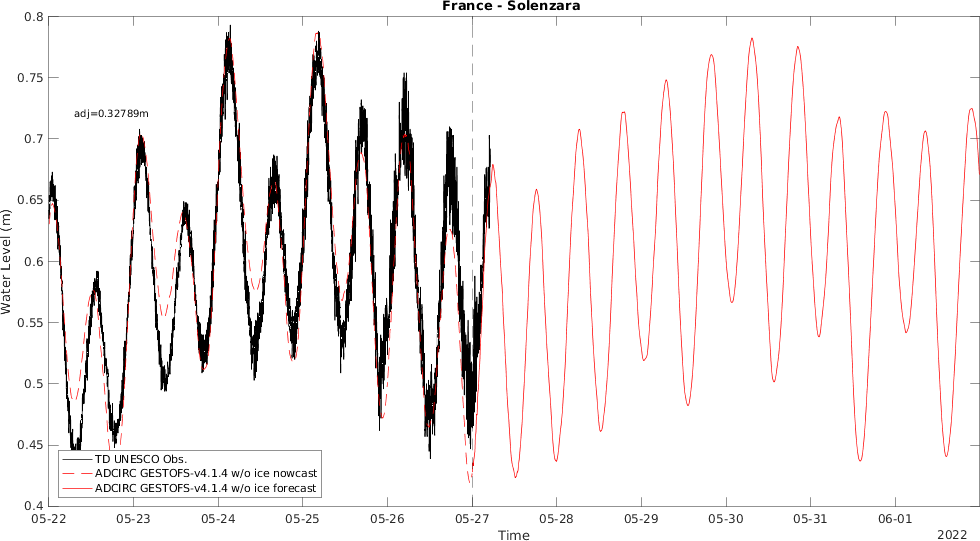 France - Solenzara
0.8
0.75
0.7
0.65
0.6
0.55
0.5
0.45
0.4
Water Level (m)
adj=0.32789m
TD UNESCO Obs.
ADCIRC GESTOFS-v4.1.4 w/o ice nowcast
ADCIRC GESTOFS-v4.1.4 w/o ice forecast
05-22 05-23 05-24 05-25 05-26 05-27 05-28 05-29 05-30 05-31 06-01
Time
2022